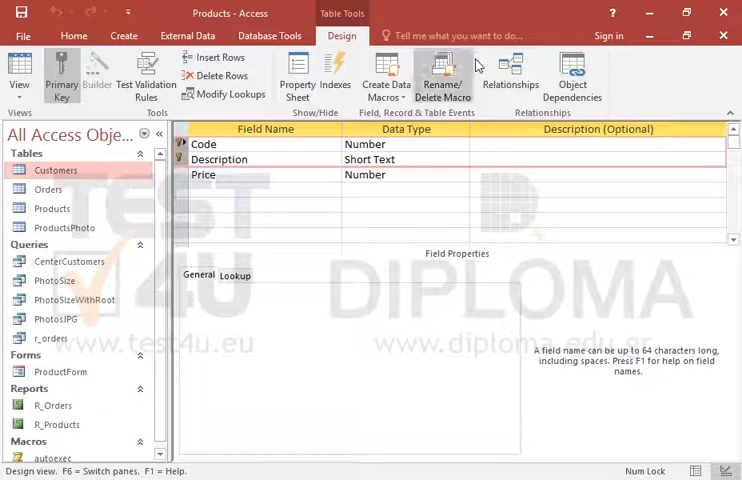 Products - Access
Table Tools
File
Home
Create
External Data
Database Tools
Design
Tell me what you want to do...
Sign in
View
Primary Key
Builder
Test Validation Rules
Insert Rows
Delete Rows
Modify Lookups
Property Sheet
Indexes
Create Data Macros
Rename/ Delete Macro
Relationships
Object Dependencies
Views
Tools
Show/Hide
Field, Record & Table Events
Relationships
All Access Obje...
Tables
Customers
Orders
Products
ProductsPhoto
Queries
CenterCustomers
PhotoSize
PhotoSizeWithRoot
PhotosJPG
r_orders
Forms
ProductForm
Reports
R_Orders
R_Products
Macros
autoexec
Field Name Data Type Description (Optional)
Code Number
Description Short Text
Price Number
Field Properties
General Lookup
A field name can be up to 64 characters long,
including spaces. Press F1 for help on field
names.
TEST
4U
DIPLOMA
www.test4u.eu
www.diploma.edu.gr
Design view. F6 = Switch panes. F1 = Help.
Num Lock